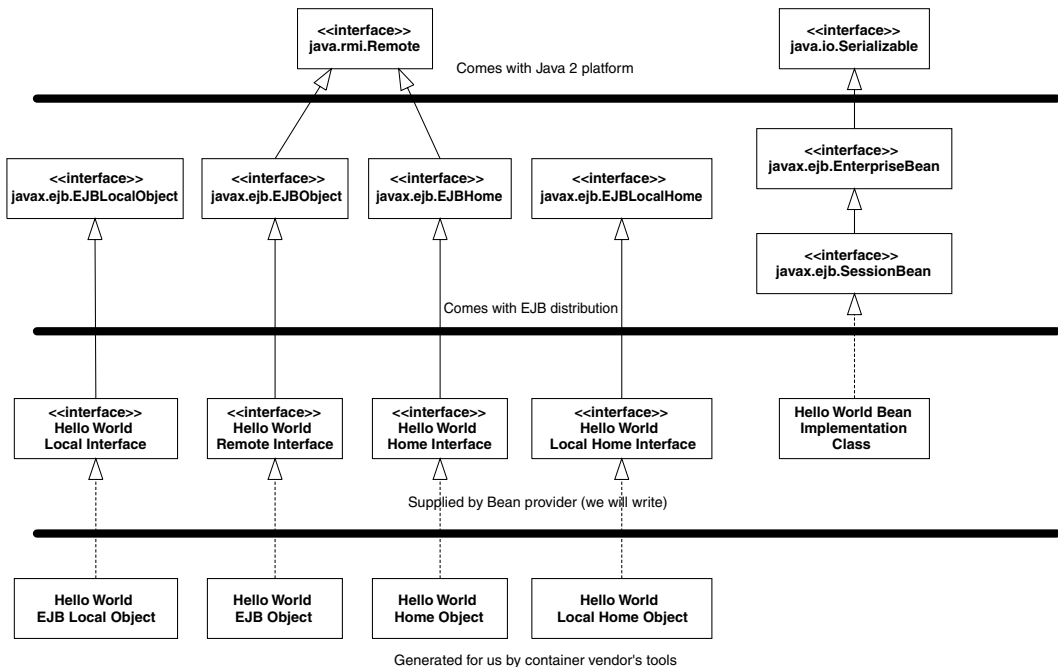 <<interface>>
java.rmi.Remote
<<interface>>
java.io.Serializable
Comes with Java 2 platform
<<interface>>
javax.ejb.EnterpriseBean
<<interface>>
javax.ejb.EJBLocalObject
<<interface>>
javax.ejb.EJBObject
<<interface>>
javax.ejb.EJBHome
<<interface>>
javax.ejb.EJBLocalHome
<<interface>>
javax.ejb.SessionBean
Comes with EJB distribution
<<interface>>
Hello World
Local Interface
<<interface>>
Hello World
Remote Interface
<<interface>>
Hello World
Home Interface
<<interface>>
Hello World
Local Home Interface
Hello World Bean
Implementation
Class
Supplied by Bean provider (we will write)
Hello World
EJB Local Object
Hello World
EJB Object
Hello World
Home Object
Hello World
Local Home Object
Generated for us by container vendor's tools